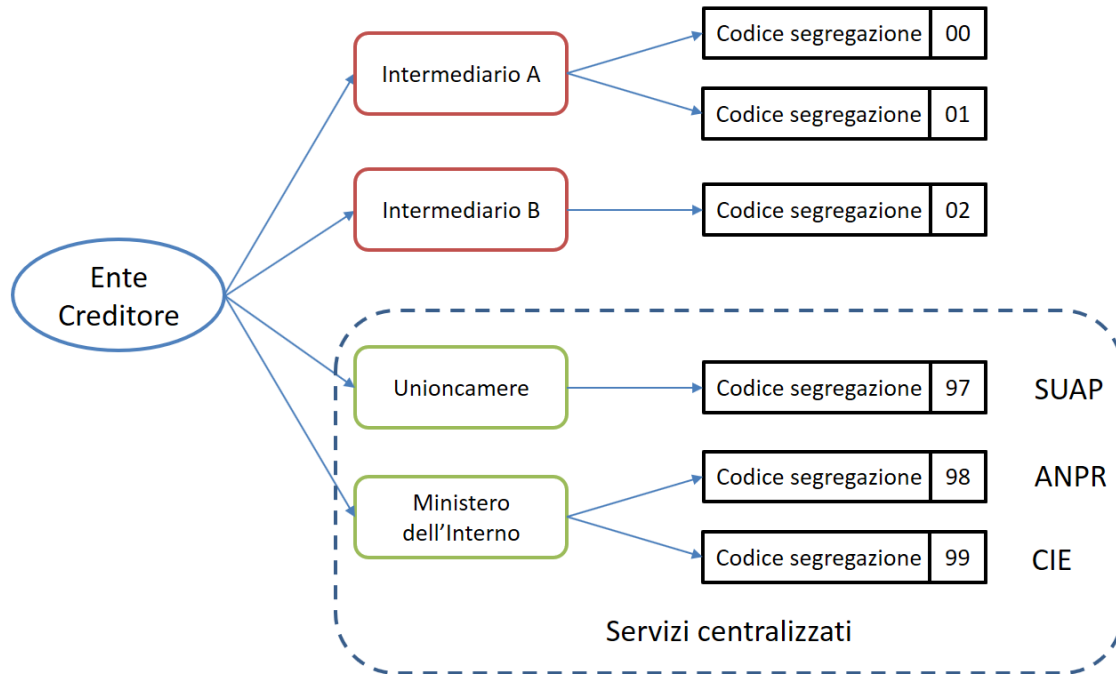 Codice segregazione 00
Intermediario A
Codice segregazione 01
Intermediario B
Codice segregazione 02
Ente
Creditore
Unioncamere
Codice segregazione 97
SUAP
Codice segregazione 98
ANPR
Ministero
dell'Interno
Codice segregazione 99
CIE
Servizi centralizzati